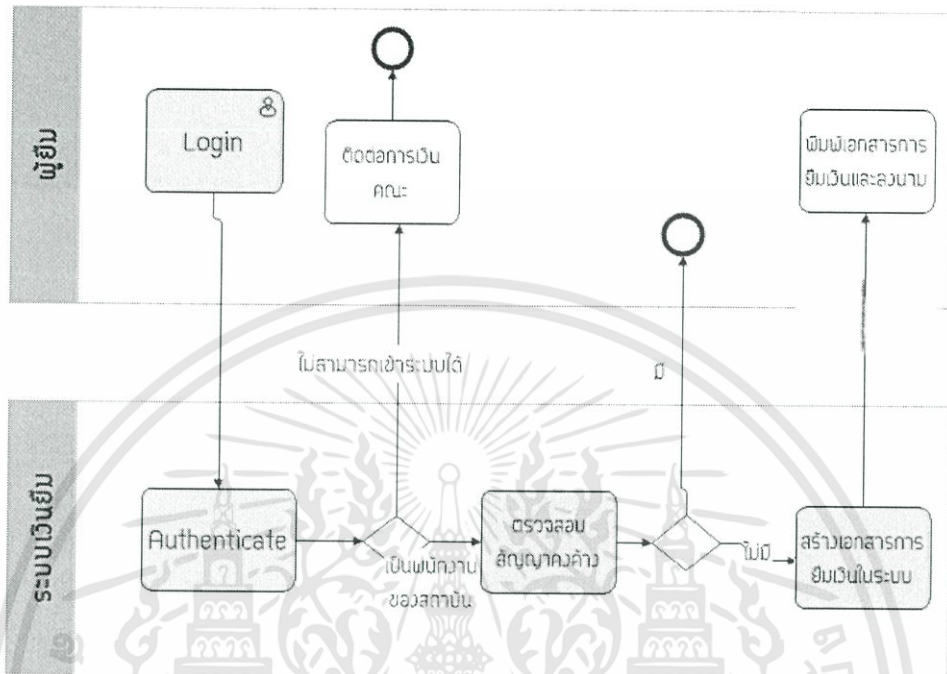 ผู้ยืม
Login
ติดต่อการเงิน
คณะ
พิมพ์เอกสารการ
ยืมเงินและลงนาม
ไม่สามารถเข้าระบบได้
มี
ระบบเงินยืม
Authenticate
เป็นพนักงาน
ของสถาบัน
ตรวจสอบ
สัญญาคงค้าง
ไม่มี
สร้างเอกสารการ
ยืมเงินในระบบ